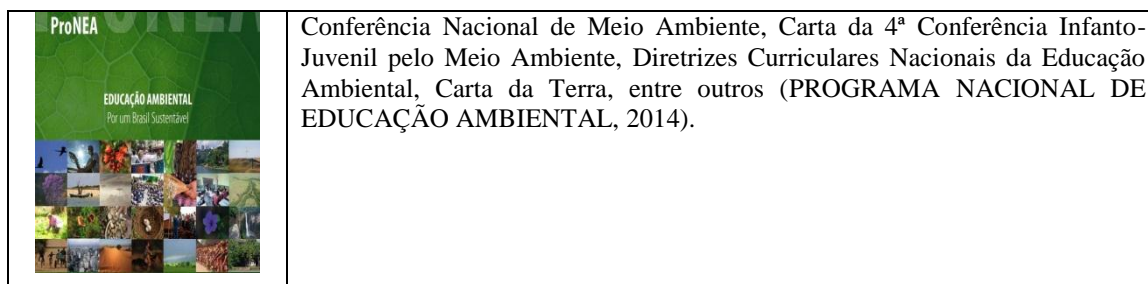 ProNEA
EDUCAÇÃO AMBIENTAL
Por um Brasil Sustentável
Conferência Nacional de Meio Ambiente, Carta da 4ª Conferência Infanto-
Juvenil pelo Meio Ambiente, Diretrizes Curriculares Nacionais da Educação
Ambiental, Carta da Terra, entre outros (PROGRAMA NACIONAL DE
EDUCAÇÃO AMBIENTAL, 2014).